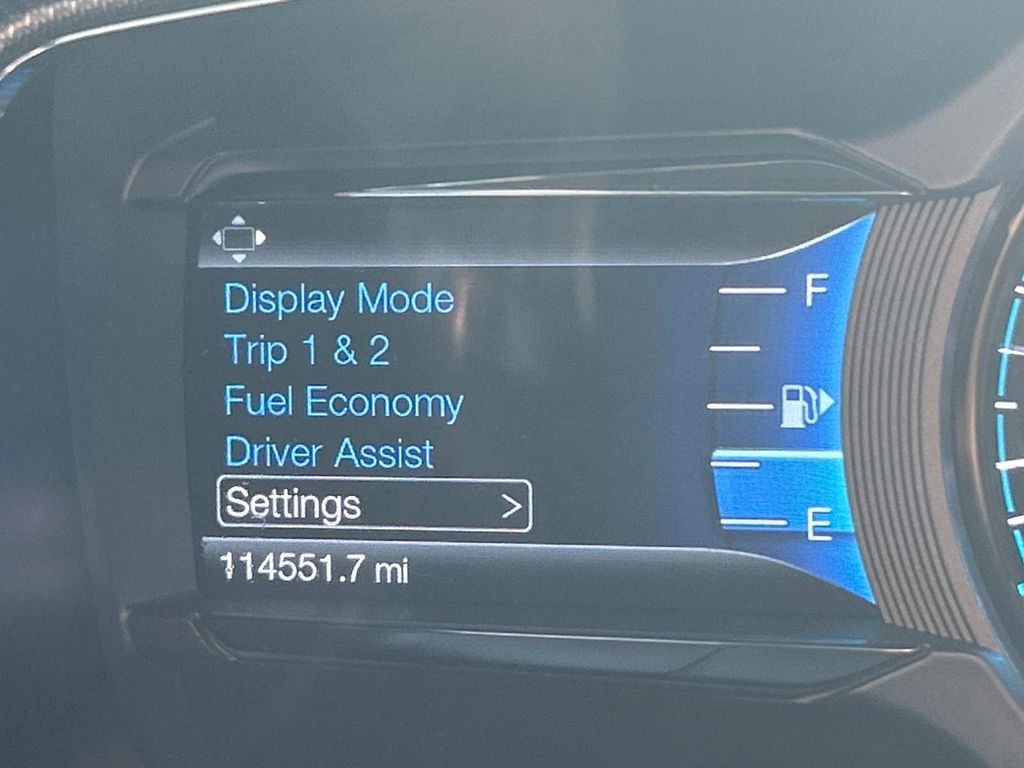 Display Mode
Trip 1 & 2
Fuel Economy
Driver Assist
Settings >
114551.7 mi
F
E